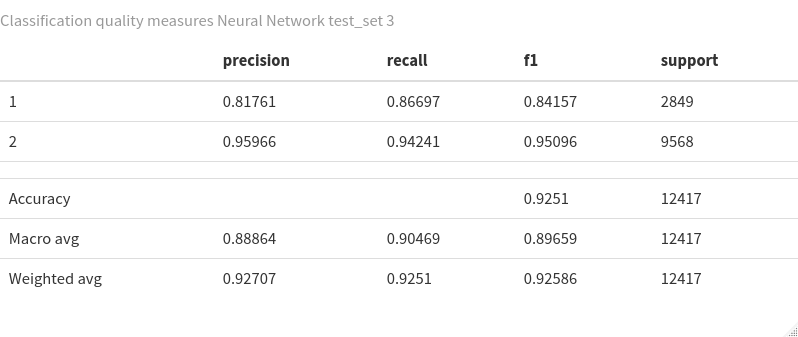 Classification quality measures Neural Network test_set 3
precision recall f1 support
1 0.81761 0.86697 0.84157 2849
2 0.95966 0.94241 0.95096 9568
Accuracy 0.9251 12417
Macro avg 0.88864 0.90469 0.89659 12417
Weighted avg 0.92707 0.9251 0.92586 12417